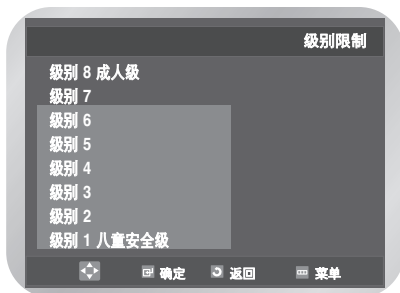 级别限制
级别 8 成人级
级别 7
级别 6
级别 5
级别 4
级别 3
级别 2
级别 1 八童安全级
确定 返回 菜单